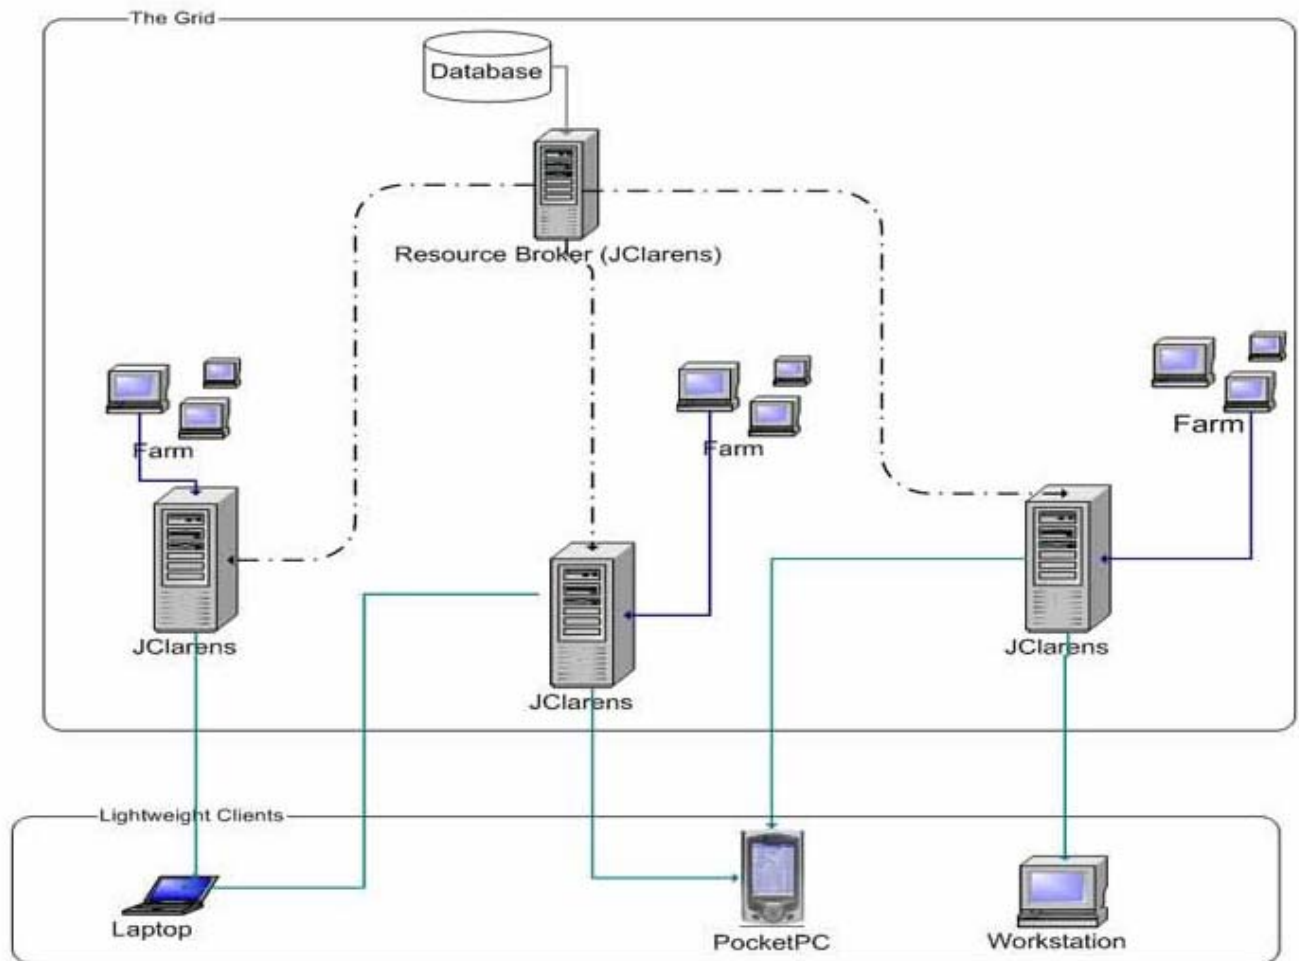 The Grid
Database
Resource Broker (JClarens)
Farm
Farm
Farm
JClarens
JClarens
JClarens
Lightweight Clients
Laptop
PocketPC
Workstation